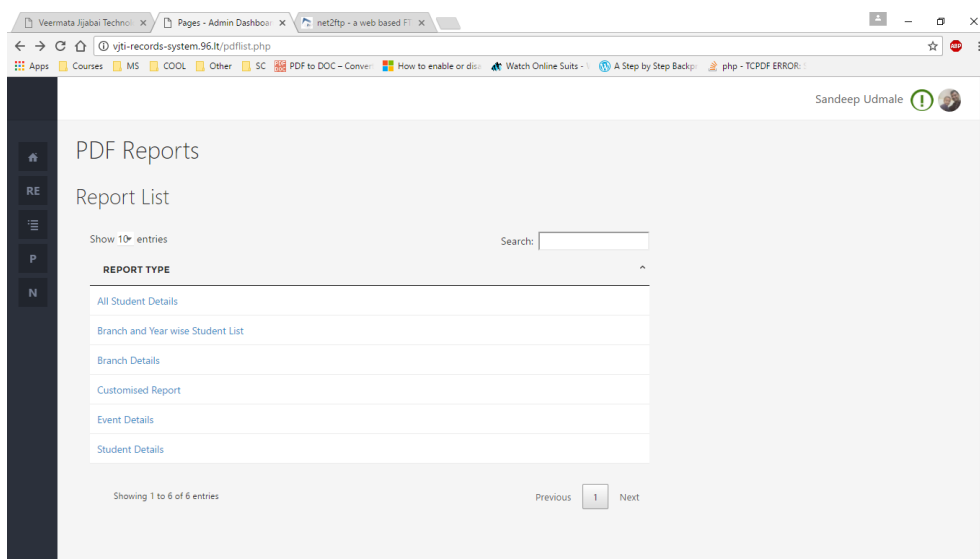 Veermata Jijabai Technol
Pages - Admin Dashboar
net2ftp - a web based FT
vjti-records-system.96.lt/pdflist.php
ABP
Apps Courses MS COOL Other SC PDF to DOC – Conver How to enable or disa Watch Online Suits - A Step by Step Backp php - TCPDF ERROR:
Sandeep Udmale
PDF Reports
RE
Report List
Show 10 entries
Search:
P
REPORT TYPE
N
All Student Details
Branch and Year wise Student List
Branch Details
Customised Report
Event Details
Student Details
Showing 1 to 6 of 6 entries
Previous 1 Next